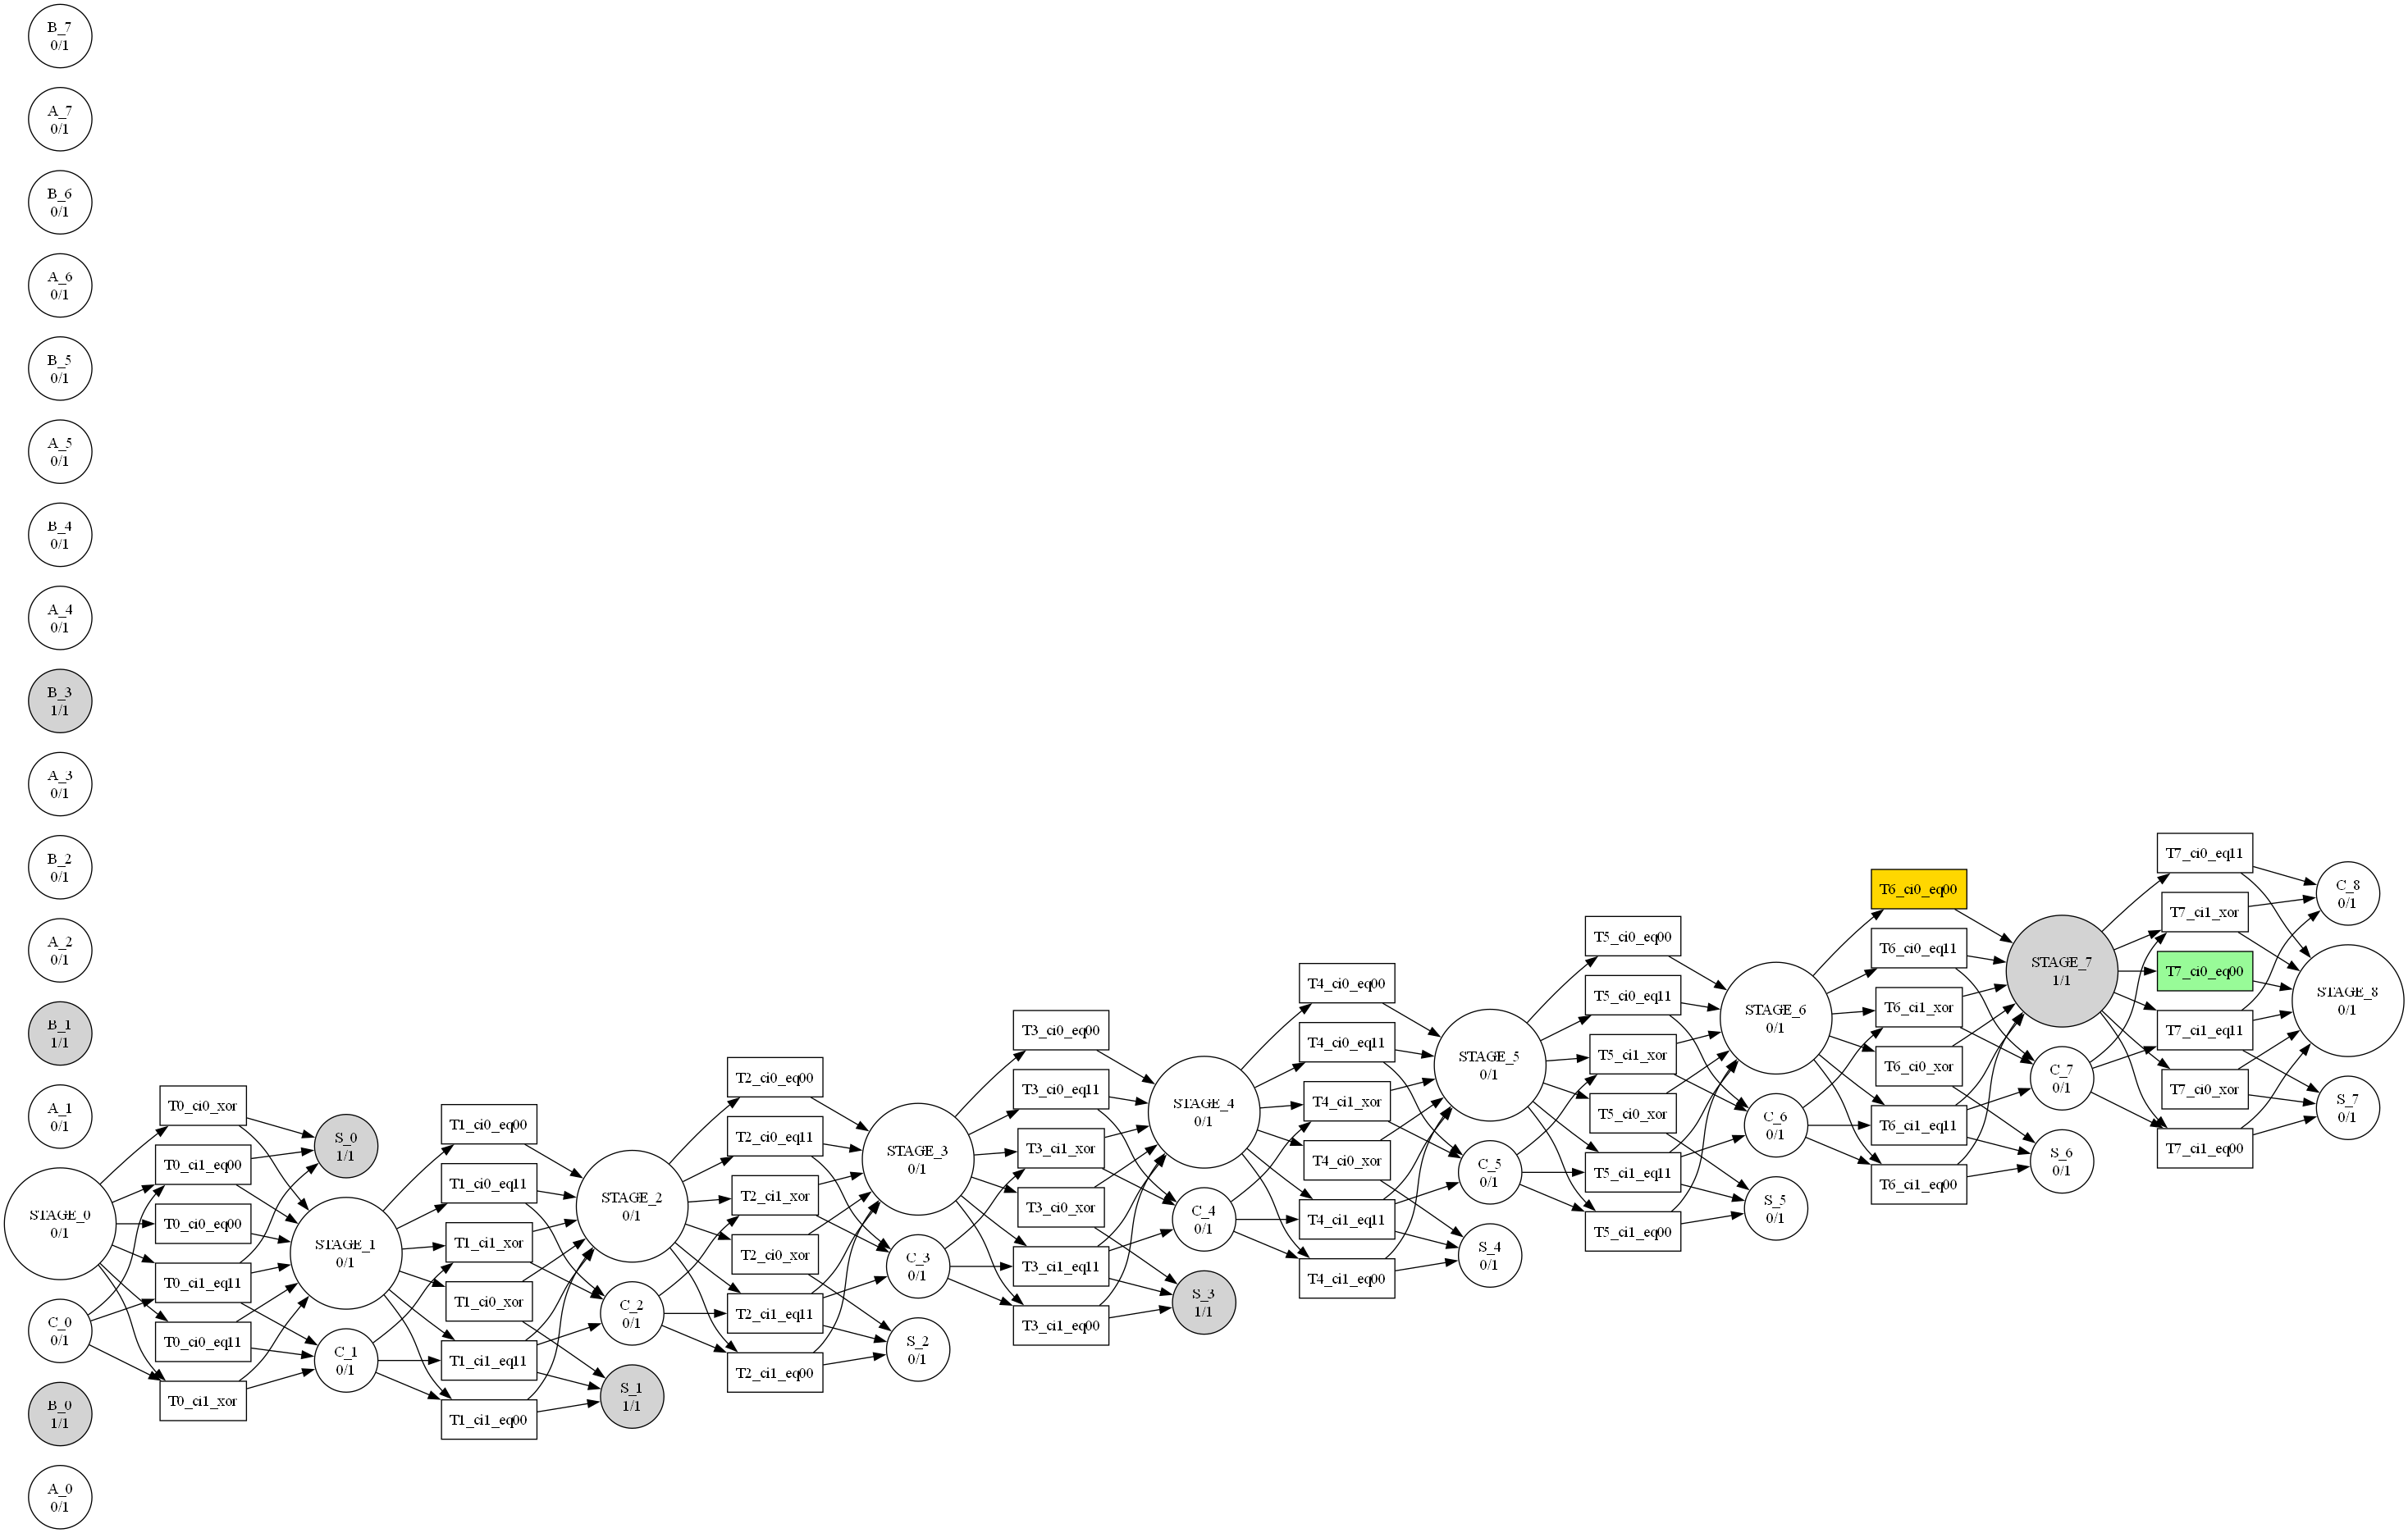 B_7
0/1
A_7
0/1
B_6
0/1
A_6
0/1
B_5
0/1
A_5
0/1
B_4
0/1
A_4
0/1
B_3
1/1
A_3
0/1
B_2
0/1
A_2
0/1
B_1
1/1
A_1
0/1
STAGE_0
0/1
C_0
0/1
B_0
1/1
A_0
0/1
T0_ci0_xor
T0_ci1_eq00
T0_ci0_eq00
T0_ci1_eq11
T0_ci0_eq11
T0_ci1_xor
S_0
1/1
STAGE_1
0/1
C_1
0/1
T1_ci0_eq00
T1_ci0_eq11
T1_ci1_xor
T1_ci0_xor
T1_ci1_eq11
T1_ci1_eq00
STAGE_2
0/1
C_2
0/1
S_1
1/1
T2_ci0_eq00
T2_ci0_eq11
T2_ci1_xor
T2_ci0_xor
T2_ci1_eq11
T2_ci1_eq00
STAGE_3
0/1
C_3
0/1
S_2
0/1
T3_ci0_eq00
T3_ci0_eq11
T3_ci1_xor
T3_ci0_xor
T3_ci1_eq11
T3_ci1_eq00
STAGE_4
0/1
C_4
0/1
S_3
1/1
T4_ci0_eq00
T4_ci0_eq11
T4_ci1_xor
T4_ci0_xor
T4_ci1_eq11
T4_ci1_eq00
STAGE_5
0/1
C_5
0/1
S_4
0/1
T5_ci0_eq00
T5_ci0_eq11
T5_ci1_xor
T5_ci0_xor
T5_ci1_eq11
T5_ci1_eq00
STAGE_6
0/1
C_6
0/1
S_5
0/1
T6_ci0_eq00
T6_ci0_eq11
T6_ci1_xor
T6_ci0_xor
T6_ci1_eq11
T6_ci1_eq00
STAGE_7
1/1
C_7
0/1
S_6
0/1
T7_ci0_eq11
T7_ci1_xor
T7_ci0_eq00
T7_ci1_eq11
T7_ci0_xor
T7_ci1_eq00
C_8
0/1
STAGE_8
0/1
S_7
0/1